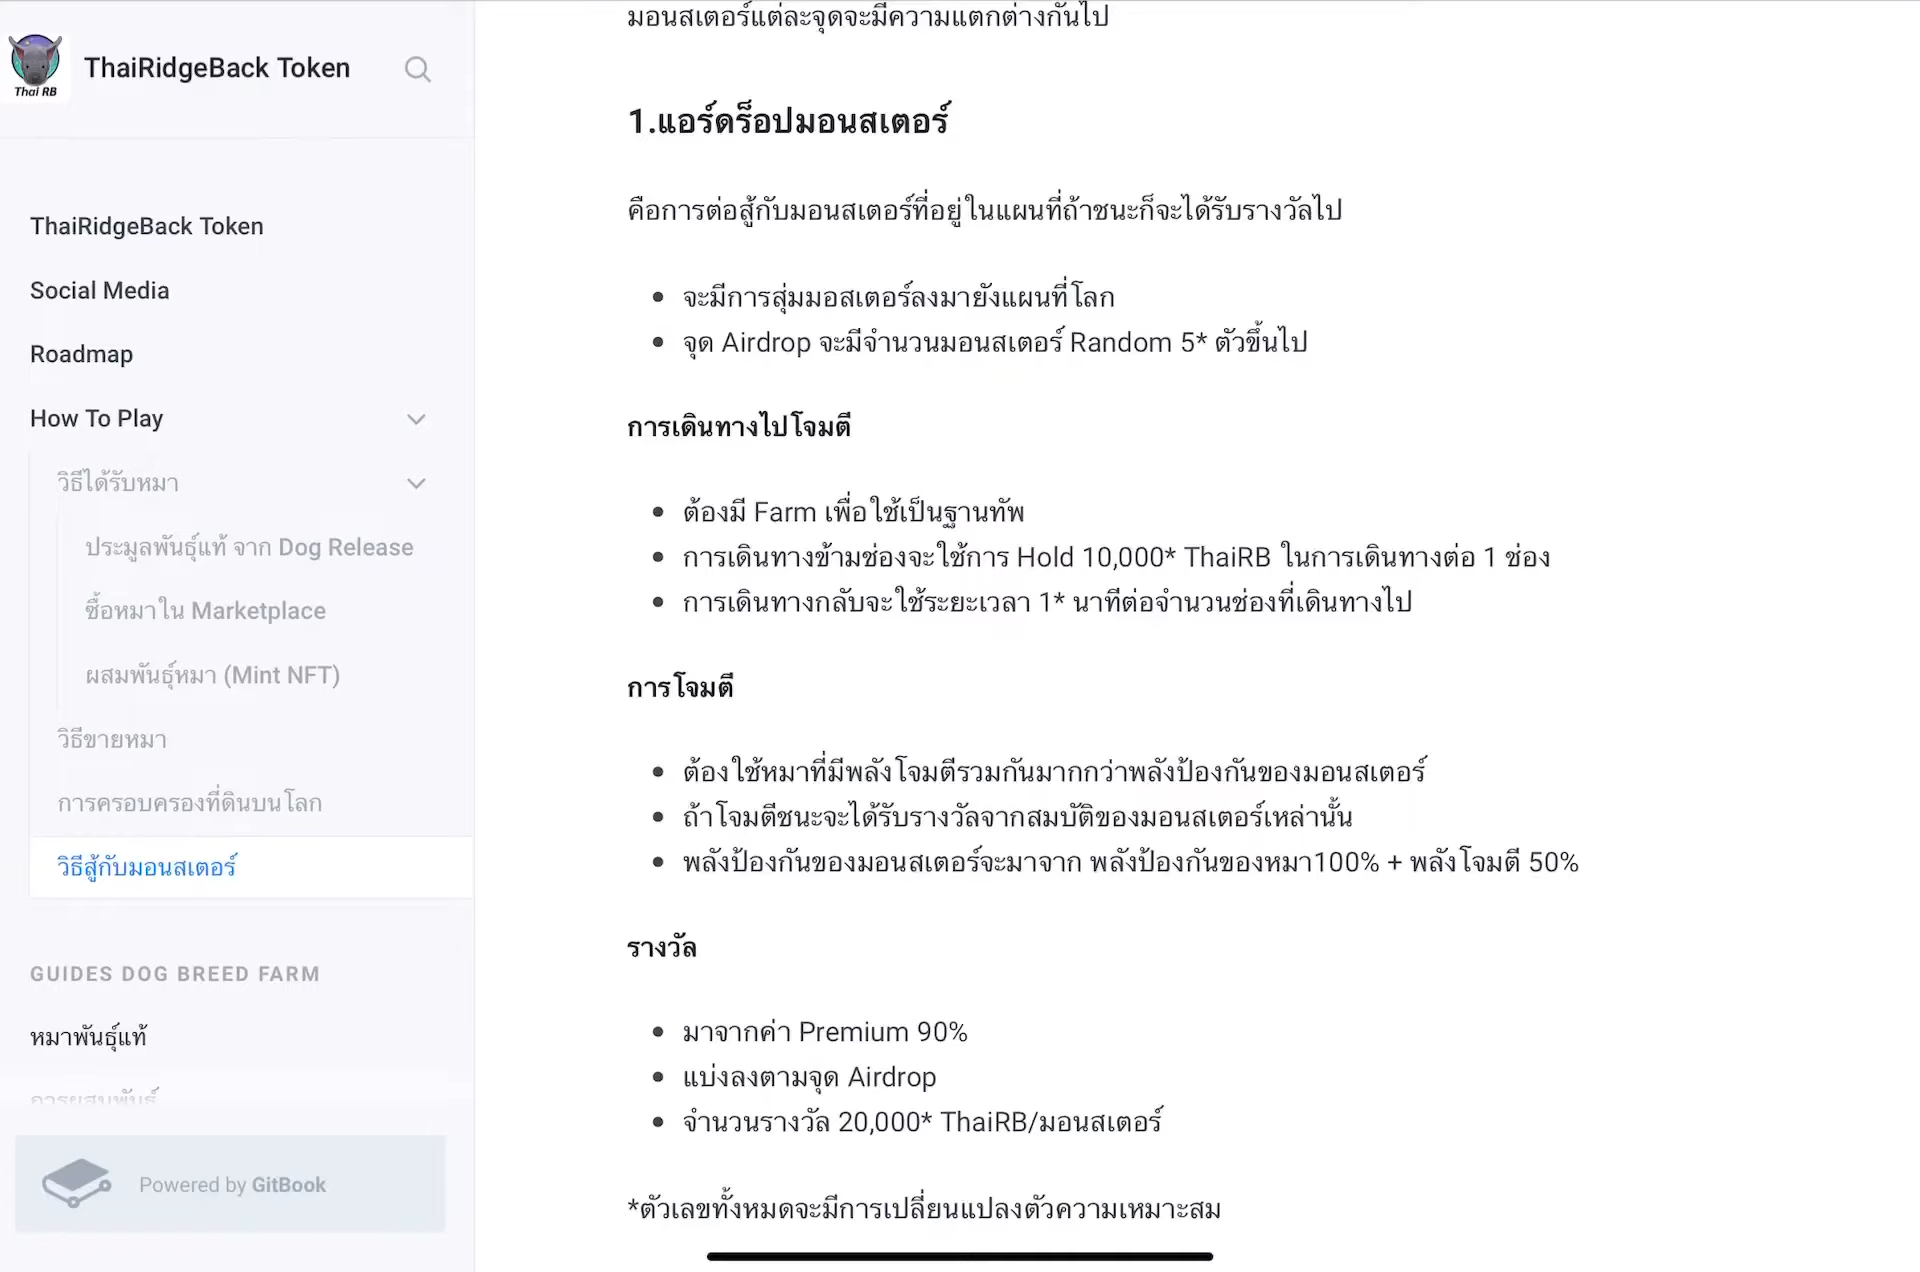 Thai RB
ThaiRidgeBack Token
ThaiRidgeBack Token
Social Media
Roadmap
How To Play
วิธีได้รับหมา
ประมูลพันธุ์แท้ จาก Dog Release
ซื้อหมาใน Marketplace
ผสมพันธุ์หมา (Mint NFT)
วิธีขายหมา
การครอบครองที่ดินบนโลก
วิธีสู้กับมอนสเตอร์
GUIDES DOG BREED FARM
หมาพันธุ์แท้
การผสมพันธุ์
Powered by GitBook
มอนสเตอร์แต่ละจุดจะมีความแตกต่างกันไป
1.แอร์ดร็อปมอนสเตอร์
คือการต่อสู้กับมอนสเตอร์ที่อยู่ในแผนที่ถ้าชนะก็จะได้รับรางวัลไป
จะมีการสุ่มมอสเตอร์ลงมายังแผนที่โลก
จุด Airdrop จะมีจำนวนมอนสเตอร์ Random 5* ตัวขึ้นไป
การเดินทางไปโจมตี
ต้องมี Farm เพื่อใช้เป็นฐานทัพ
การเดินทางข้ามช่องจะใช้การ Hold 10,000* ThaiRB ในการเดินทางต่อ 1 ช่อง
การเดินทางกลับจะใช้ระยะเวลา 1* นาทีต่อจำนวนช่องที่เดินทางไป
การโจมตี
ต้องใช้หมาที่มีพลังโจมตีรวมกันมากกว่าพลังป้องกันของมอนสเตอร์
ถ้าโจมตีชนะจะได้รับรางวัลจากสมบัติของมอนสเตอร์เหล่านั้น
พลังป้องกันของมอนสเตอร์จะมาจาก พลังป้องกันของหมา100% + พลังโจมตี 50%
รางวัล
มาจากค่า Premium 90%
แบ่งลงตามจุด Airdrop
จำนวนรางวัล 20,000* ThaiRB/มอนสเตอร์
*ตัวเลขทั้งหมดจะมีการเปลี่ยนแปลงตัวความเหมาะสม